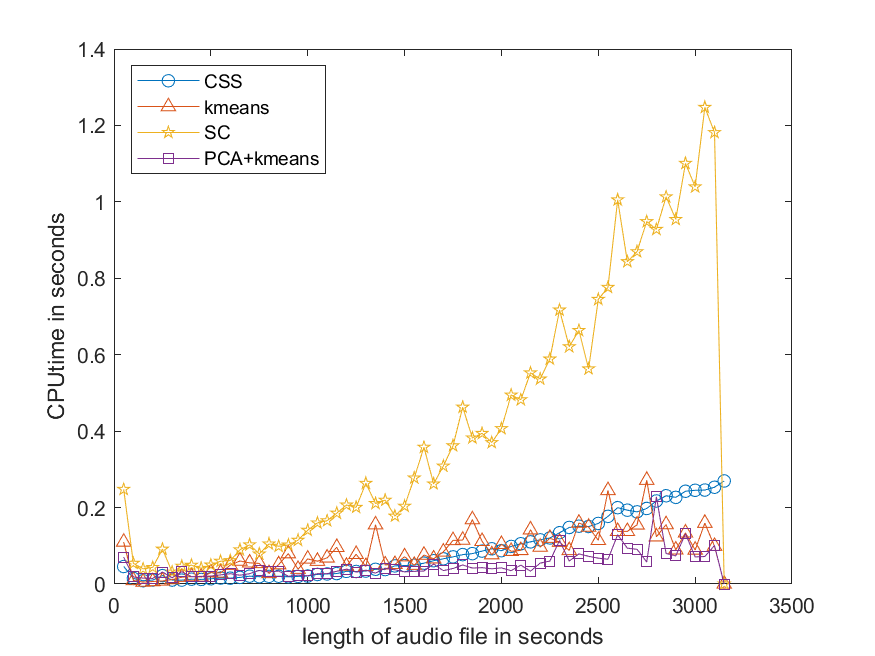 1.4
1.2
1
0.8
0.6
0.4
0.2
0
CPUtime in seconds
CSS
kmeans
SC
PCA+kmeans
0 500 1000 1500 2000 2500 3000 3500
length of audio file in seconds